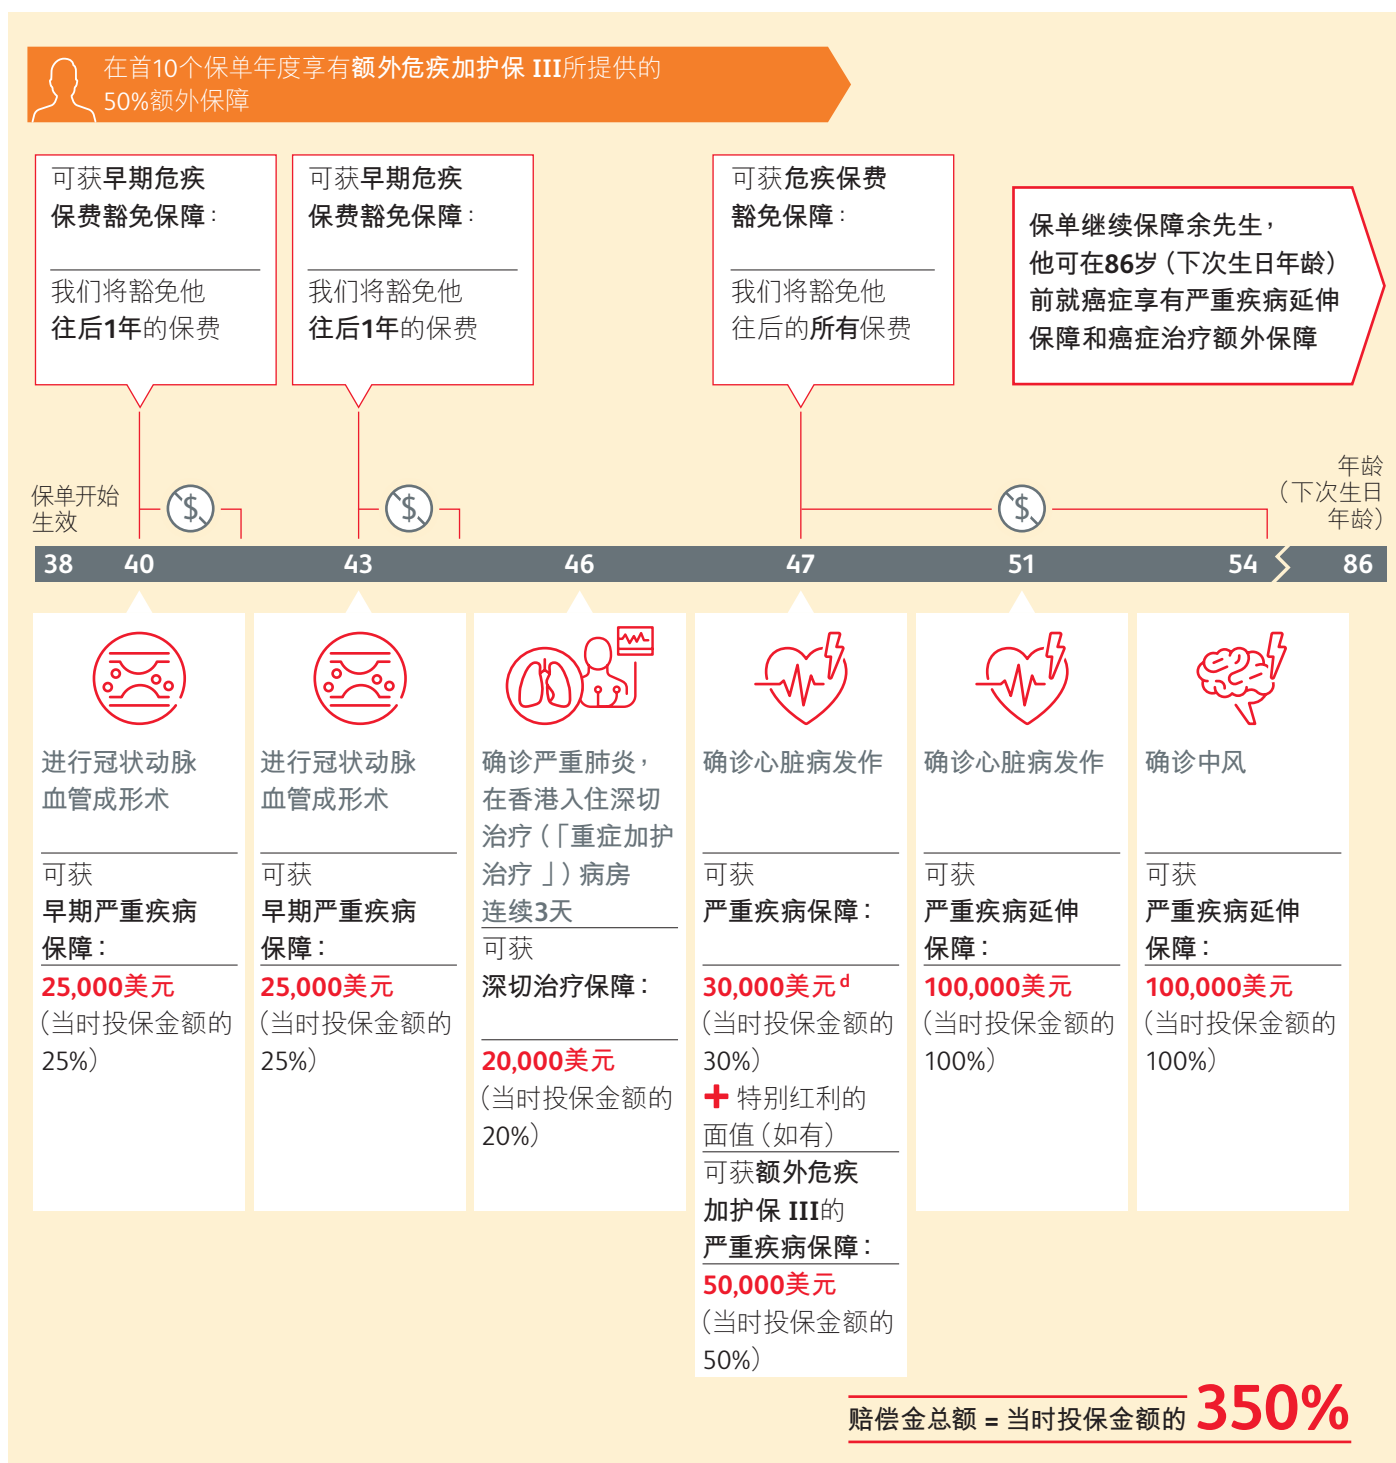 在首10个保单年度享有额外危疾加护保 III所提供的
50%额外保障
可获早期危疾
保费豁免保障：
我们将豁免他
往后1年的保费
可获早期危疾
保费豁免保障：
我们将豁免他
往后1年的保费
可获危疾保费
豁免保障：
我们将豁免他
往后的所有保费
保单继续保障余先生，
他可在86岁（下次生日年龄）
前就癌症享有严重疾病延伸
保障和癌症治疗额外保障
保单开始
生效
$
$
$
年龄
（下次生日
年龄）
38 40 43 46 47 51 54 86
进行冠状动脉
血管成形术
可获
早期严重疾病
保障：
25,000美元
（当时投保金额的
25%）
进行冠状动脉
血管成形术
可获
早期严重疾病
保障：
25,000美元
（当时投保金额的
25%）
确诊严重肺炎，
在香港入住深切
治疗（「重症加护
治疗」）病房
连续3天
可获
深切治疗保障：
20,000美元
（当时投保金额的
20%）
确诊心脏病发作
可获
严重疾病保障：
30,000美元d
（当时投保金额的
30%）
+ 特别红利的
面值（如有）
可获额外危疾
加护保 III的
严重疾病保障：
50,000美元
（当时投保金额的
50%）
确诊心脏病发作
可获
严重疾病延伸
保障：
100,000美元
（当时投保金额的
100%）
确诊中风
可获
严重疾病延伸
保障：
100,000美元
（当时投保金额的
100%）
赔偿金总额 = 当时投保金额的 350%